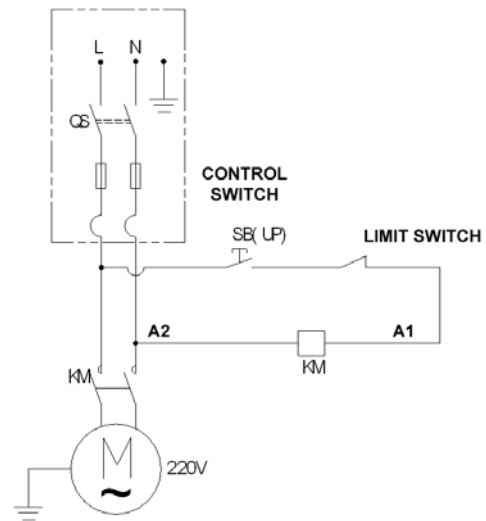 L N
QS
CONTROL
SWITCH
SB( UP)
LIMIT SWITCH
A2
A1
KM
KM
M
~
220V